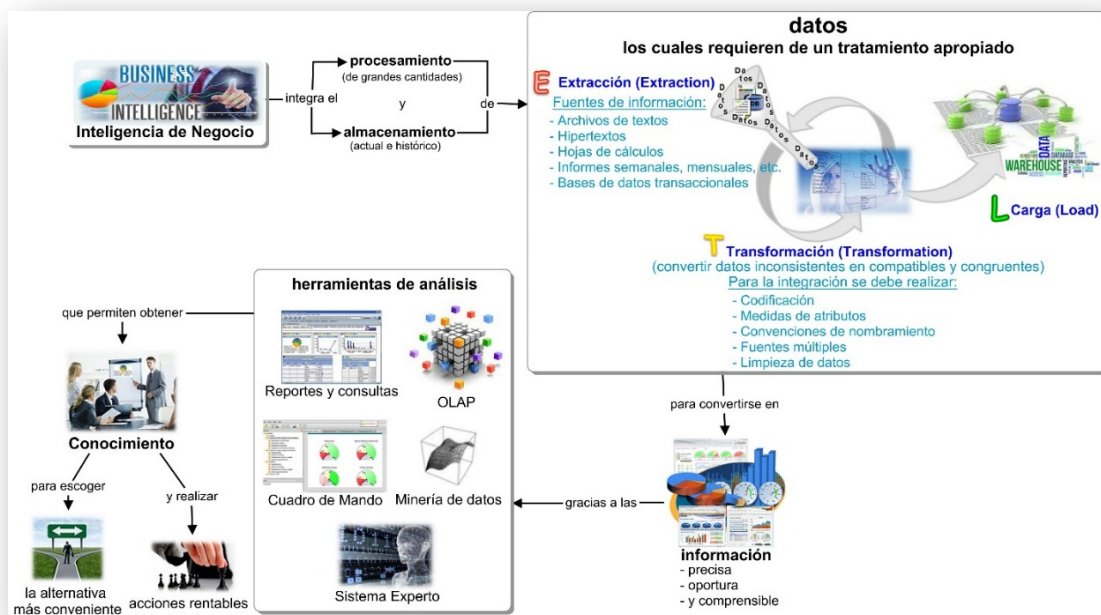 BUSINESS
INTELLIGENCE
Inteligencia de Negocio
integra el
procesamiento
(de grandes cantidades)
y
almacenamiento
(actual e histórico)
de
datos
los cuales requieren de un tratamiento apropiado
E Extracción (Extraction)
Fuentes de información:
- Archivos de textos
- Hipertextos
- Hojas de cálculos
- Informes semanales, mensuales, etc.
- Bases de datos transaccionales
Datos Datos Datos Datos Datos
DATA
WAREHOUSE
DATABASE
L Carga (Load)
T Transformación (Transformation)
(convertir datos inconsistentes en compatibles y congruentes)
Para la integración se debe realizar:
- Codificación
- Medidas de atributos
- Convenciones de nombramiento
- Fuentes múltiples
- Limpieza de datos
para convertirse en
información
- precisa
- oportura
- y comprensible
gracias a las
herramientas de análisis
Reportes y consultas
OLAP
Cuadro de Mando
Minería de datos
Sistema Experto
que permiten obtener
Conocimiento
para escoger
y realizar
la alternativa
más conveniente
acciones rentables